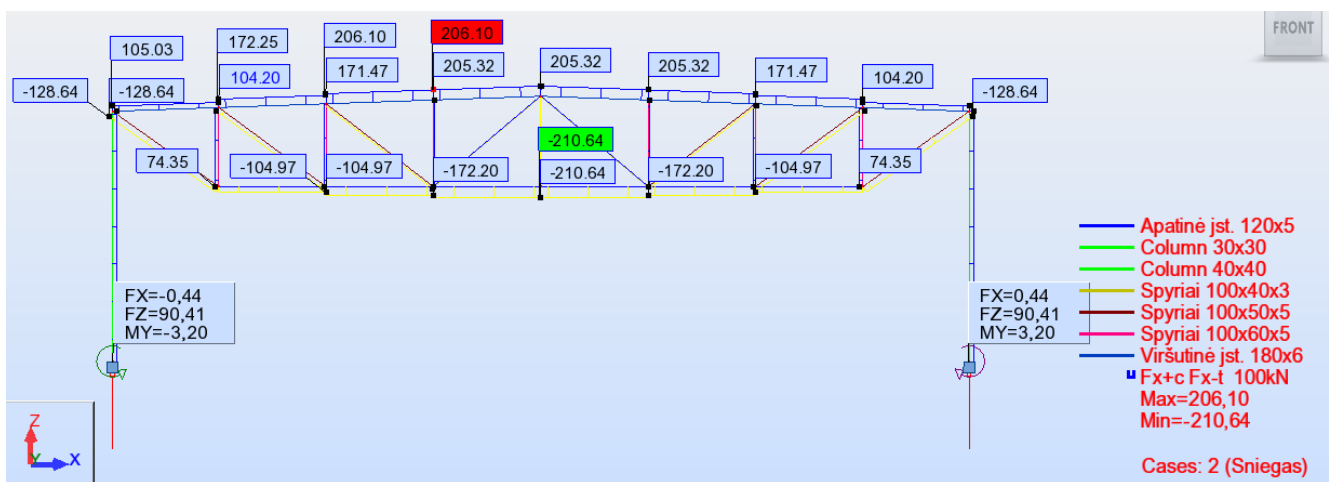 FRONT
105.03
172.25
206.10
206.10
205.32
205.32
171.47
104.20
-128.64
-128.64
-128.64
104.20
171.47
205.32
74.35
-104.97
-104.97
-172.20
-210.64
-210.64
-172.20
-104.97
74.35
FX=-0,44
FZ=90,41
MY=-3,20
FX=0,44
FZ=90,41
MY=3,20
Apatinė įst. 120x5
Column 30x30
Column 40x40
Spyriai 100x40x3
Spyriai 100x50x5
Spyriai 100x60x5
Viršutinė įst. 180x6
Fx+c Fx-t 100kN
Max=206,10
Min=-210,64
Cases: 2 (Sniegas)
Z
Y
X